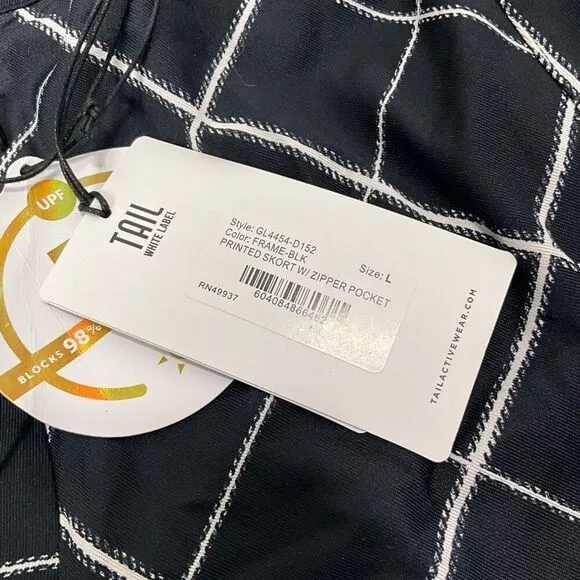 UPF
BLOCKS 98%
TAIL
WHITE LABEL
Style: GL4454-D152
Color: FRAME-BLK
PRINTED SKORT W/ ZIPPER POCKET
Size: L
RN49937
604084866462
TAILACTIVEWEAR.COM